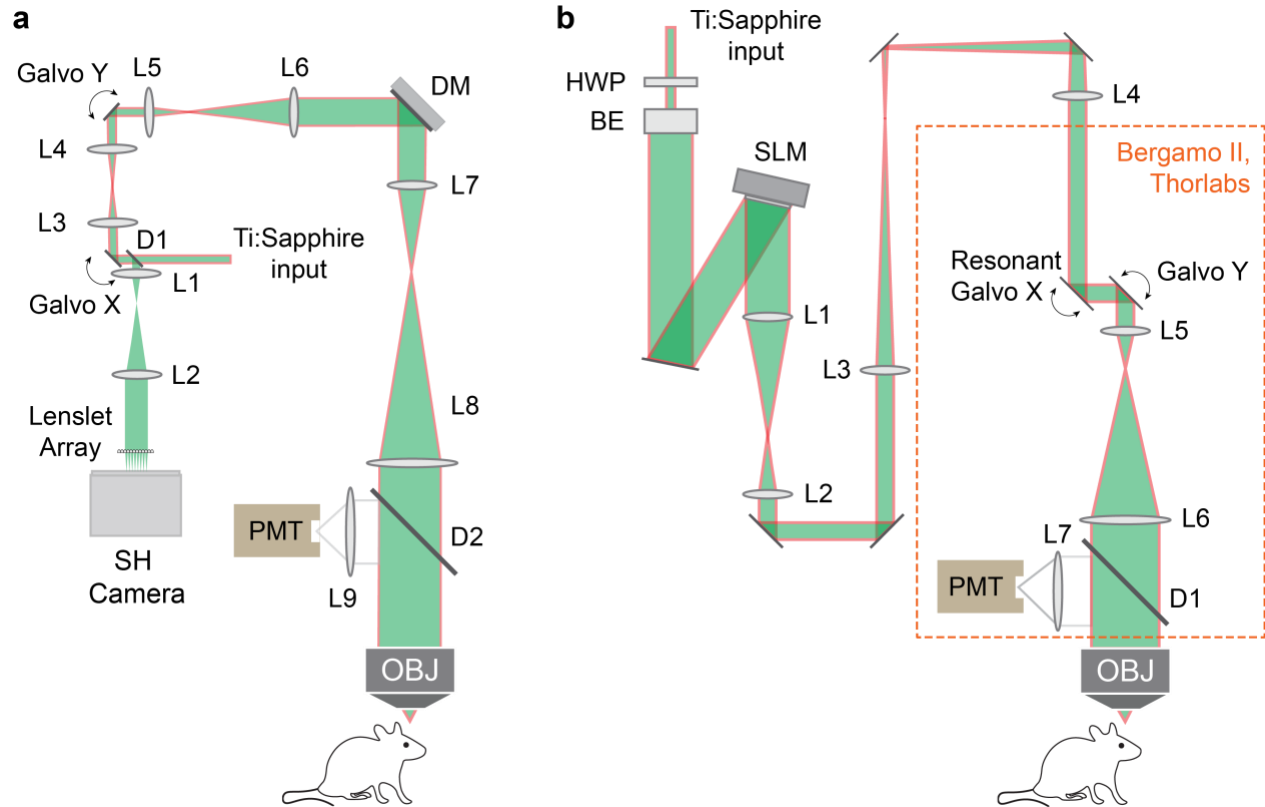 a
Galvo Y
L5
L6
DM
L4
L7
L3
D1
Ti:Sapphire
input
L1
Galvo X
L2
L8
Lenslet
Array
PMT
D2
SH
Camera
L9
OBJ
b
Ti:Sapphire
input
HWP
BE
L4
SLM
Bergamo II,
Thorlabs
Resonant
Galvo X
Galvo Y
L1
L5
L3
L2
L6
L7
PMT
D1
OBJ